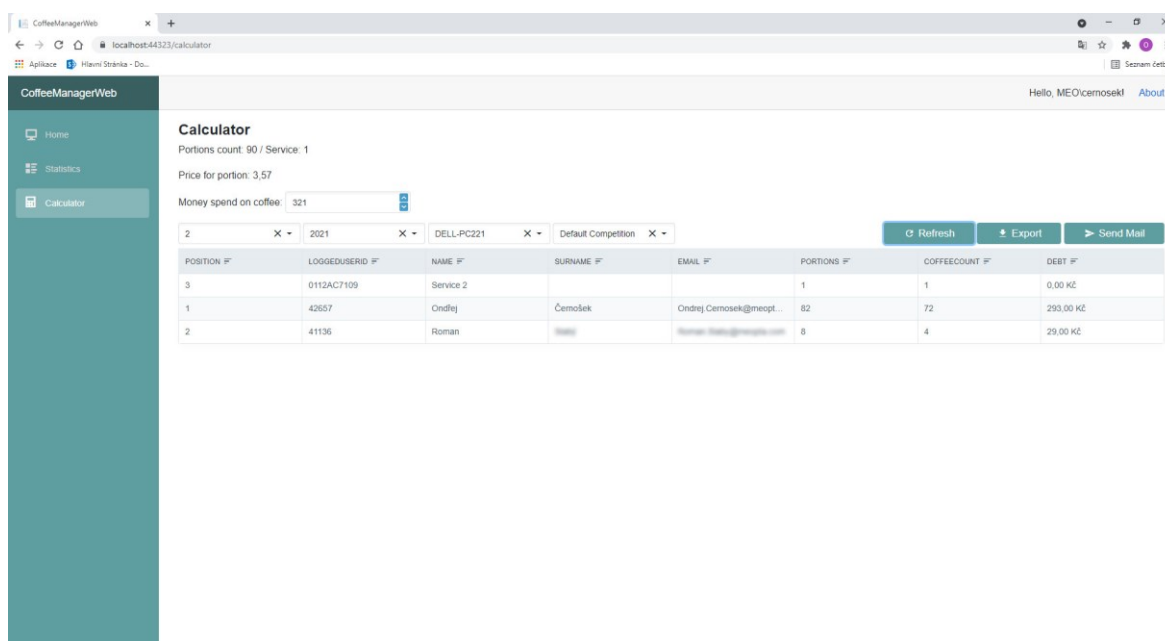 CoffeeManagerWeb
localhost:44323/calculator
Aplikace Hlavní Stránka - Do... Seznam četb
CoffeeManagerWeb Hello, MEO\cernosek! About
Home
Statistics
Calculator
Calculator
Portions count: 90 / Service: 1
Price for portion: 3,57
Money spend on coffee: 321
2 2021 DELL-PC221 Default Competition Refresh Export Send Mail
POSITION LOGGEDUSERID NAME SURNAME EMAIL PORTIONS COFFEECOUNT DEBT
3 0112AC7109 Service 2 1 1 0,00 Kč
1 42657 Ondřej Černošek Ondrej.Cernosek@meopt... 82 72 293,00 Kč
2 41136 Roman 8 4 29,00 Kč